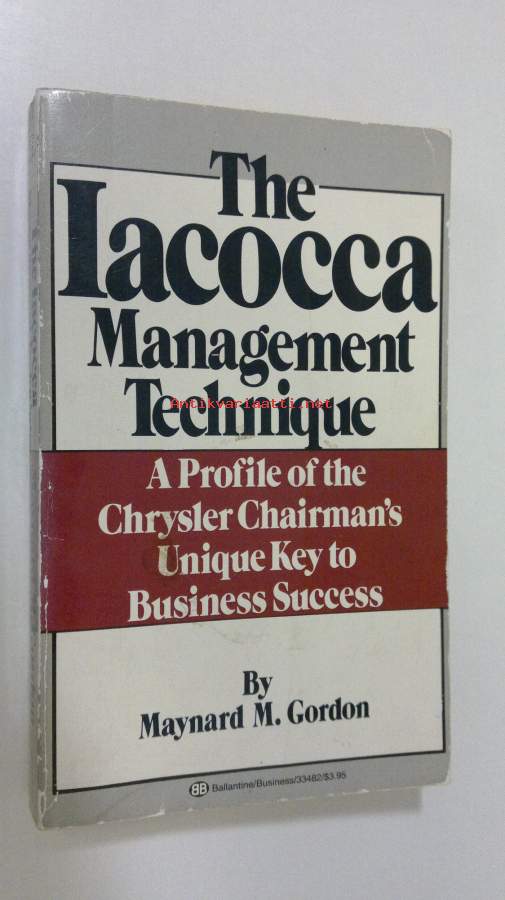 The
Iacocca
Management
Technique
Antikvariaatti.net
A Profile of the
Chrysler Chairman's
Unique Key to
Business Success
By
Maynard M. Gordon
BB Ballantine/Business/33482/$3.95